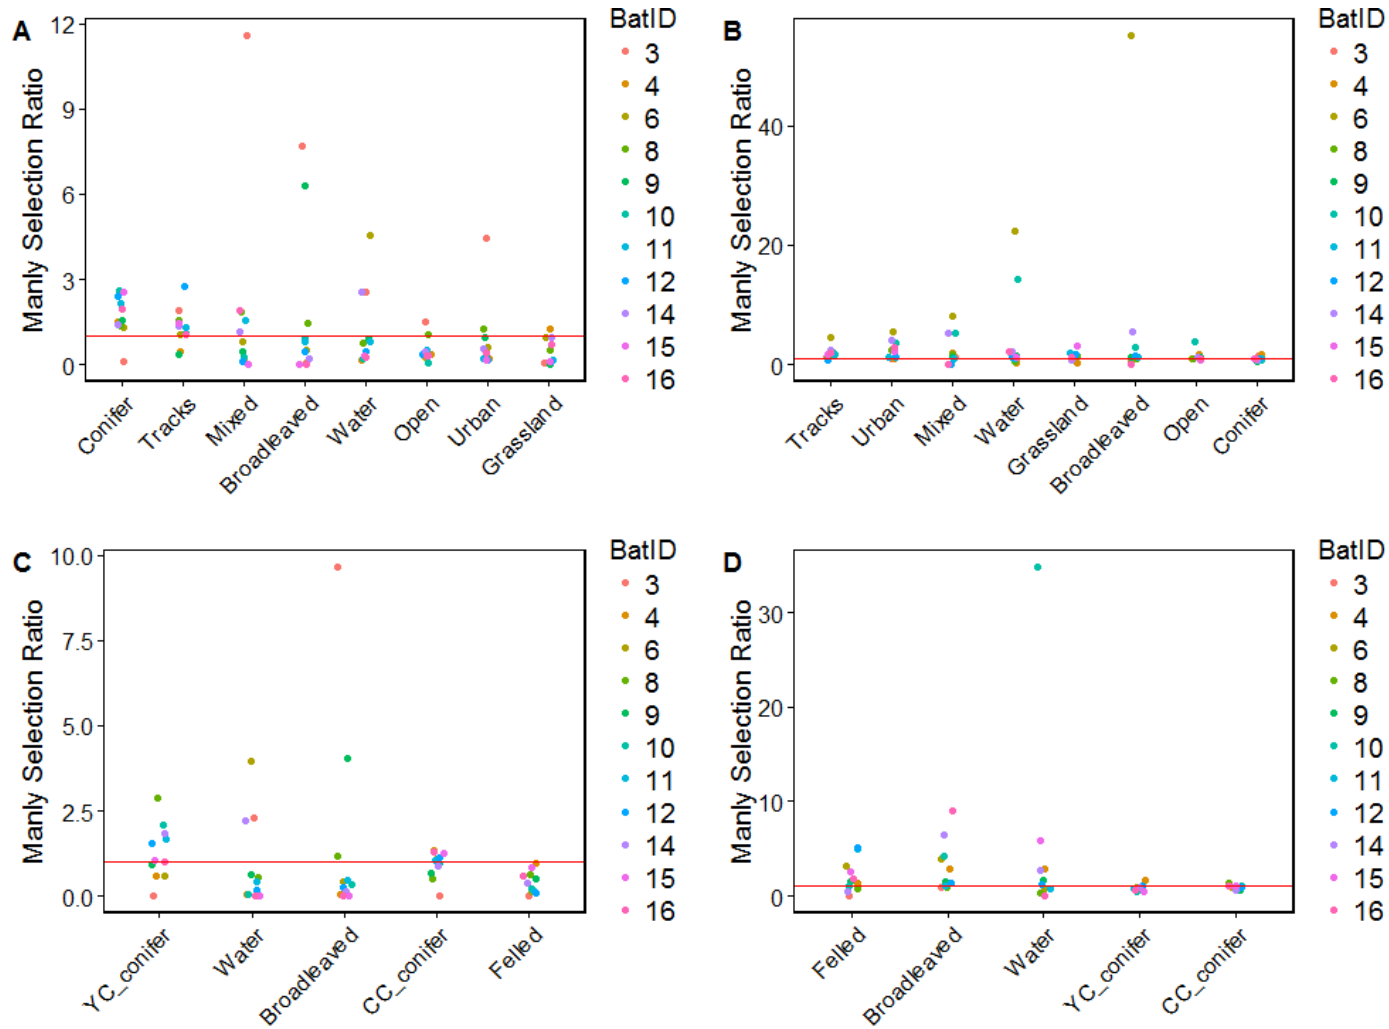 A
Manly Selection Ratio
12
9
6
3
0
Conifer
Tracks
Mixed
Broadleaved
Water
Open
Urban
Grassland
BatID
3
4
6
8
9
10
11
12
14
15
16
B
Manly Selection Ratio
40
20
0
Tracks
Urban
Mixed
Water
Grassland
Broadleaved
Open
Conifer
BatID
3
4
6
8
9
10
11
12
14
15
16
C
Manly Selection Ratio
10.0
7.5
5.0
2.5
0.0
YC_conifer
Water
Broadleaved
CC_conifer
Felled
BatID
3
4
6
8
9
10
11
12
14
15
16
D
Manly Selection Ratio
30
20
10
0
Felled
Broadleaved
Water
YC_conifer
CC_conifer
BatID
3
4
6
8
9
10
11
12
14
15
16